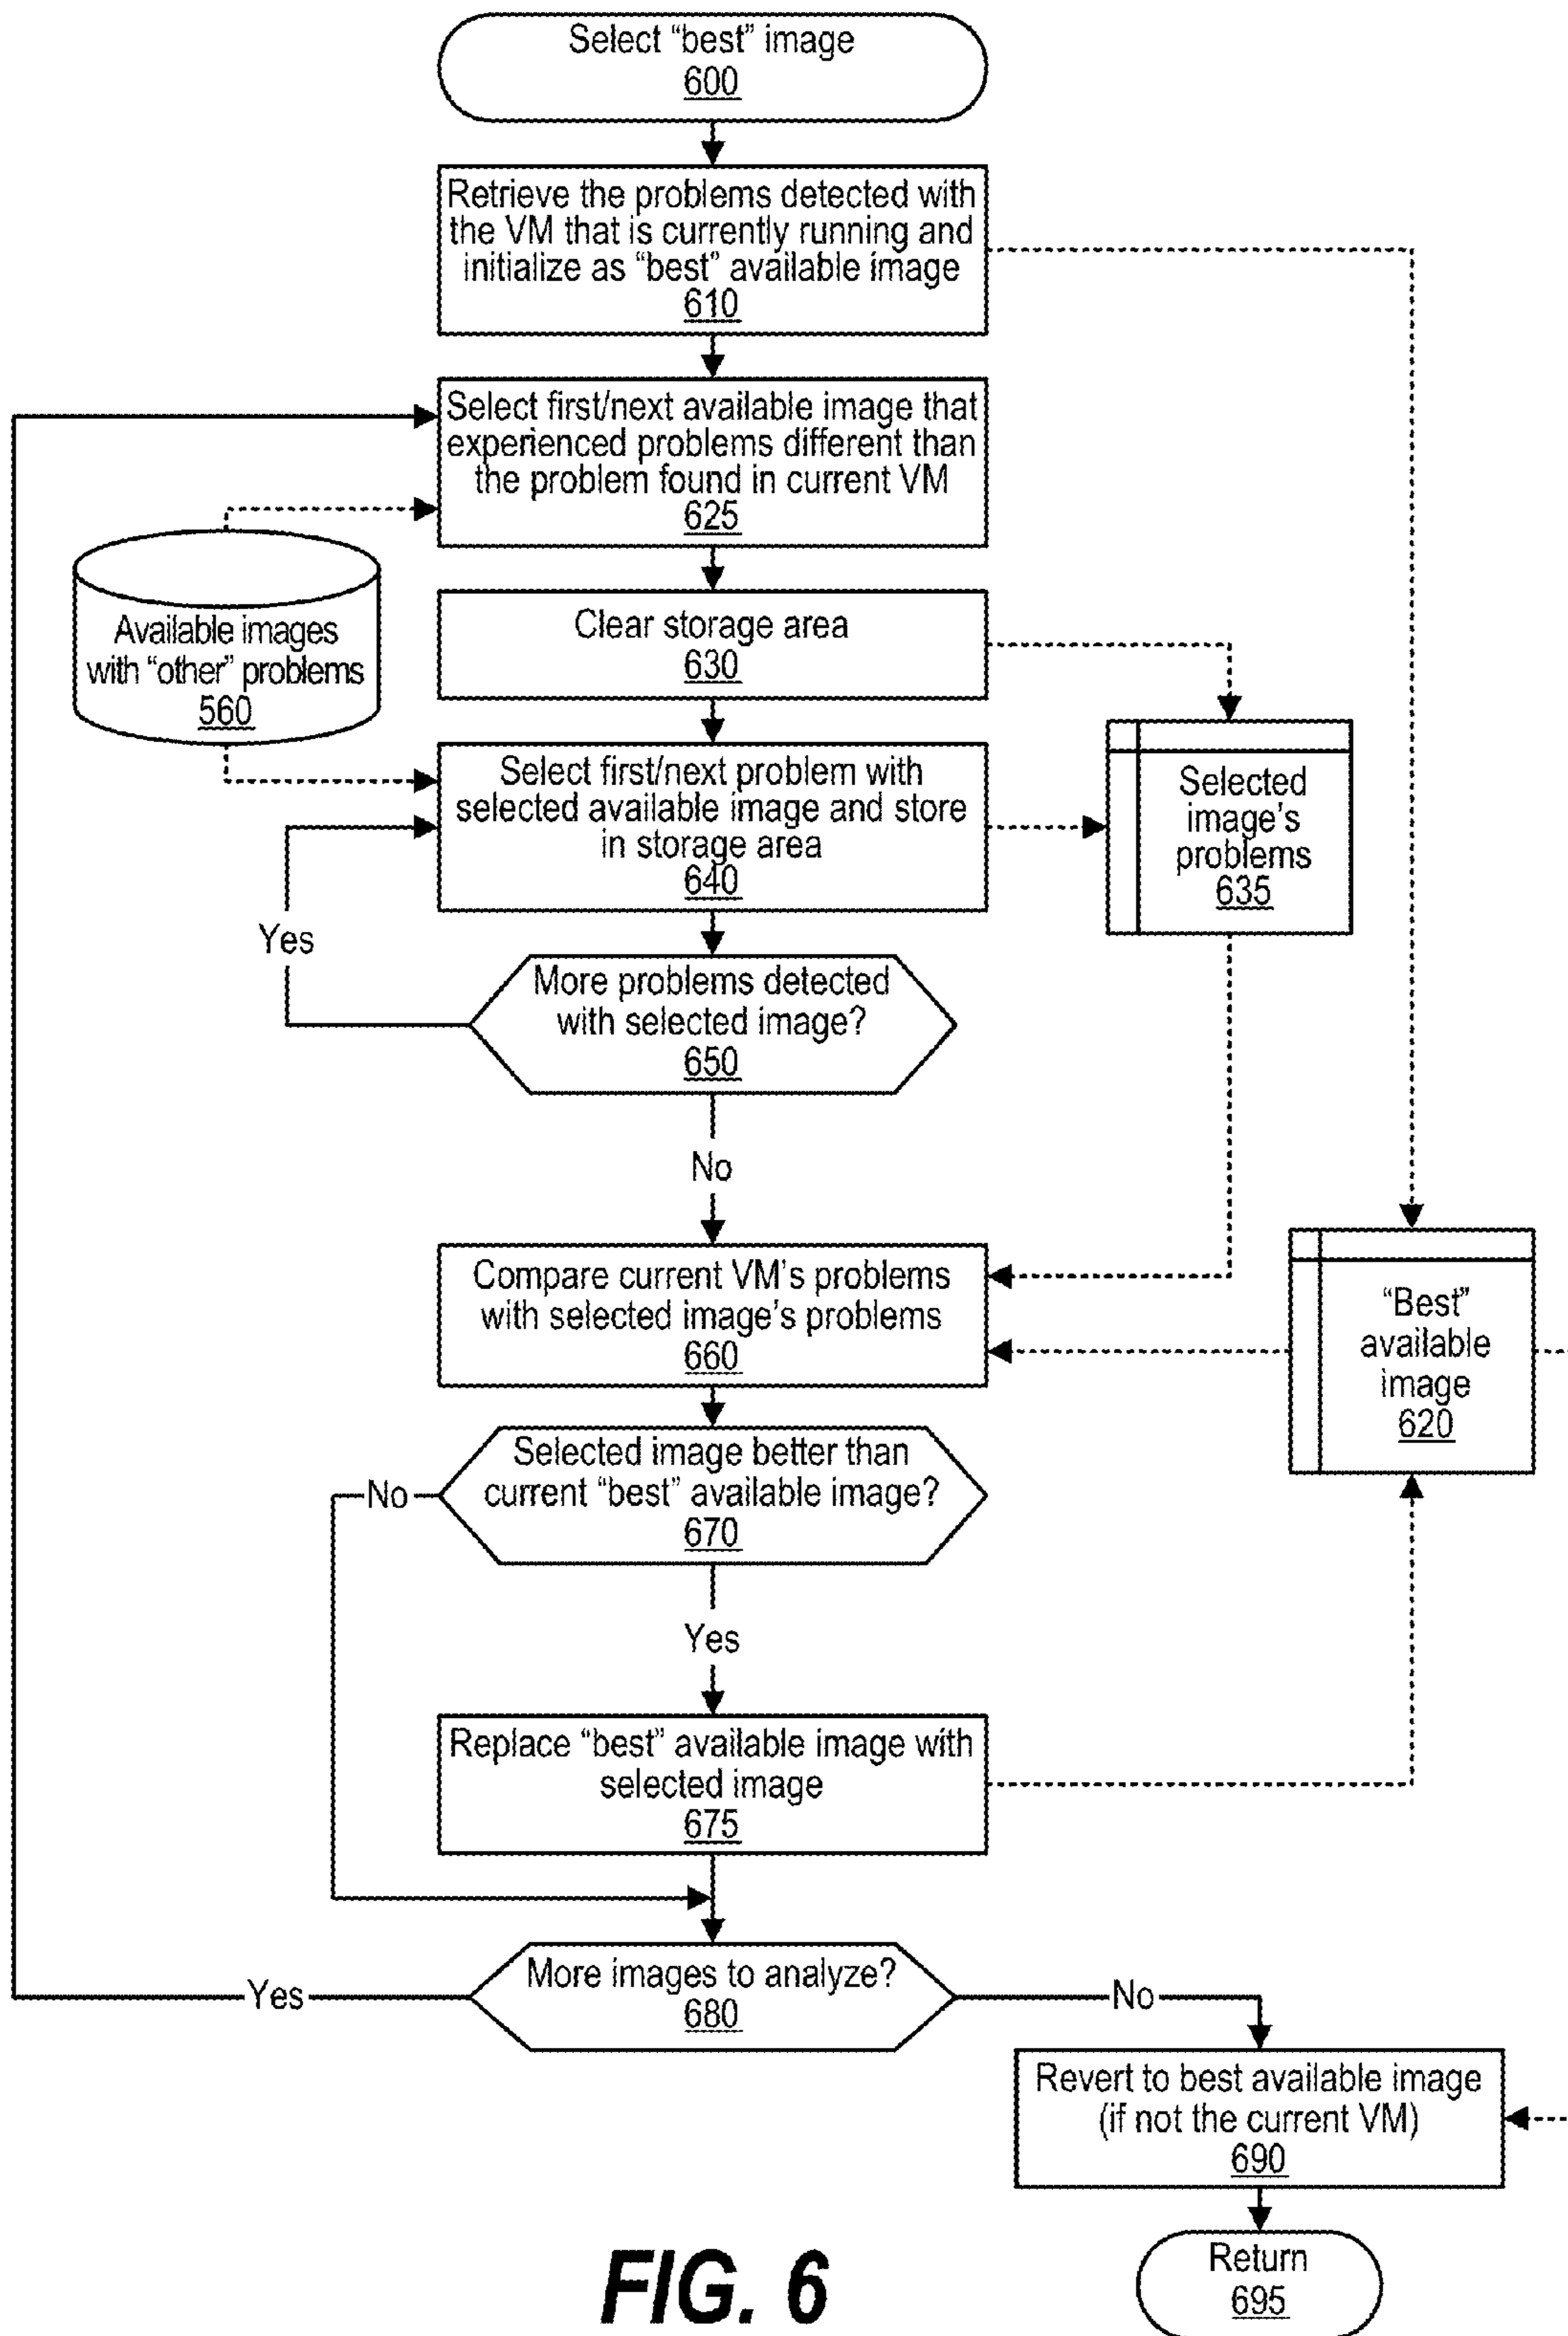 Select “best” image
600
Retrieve the problems detected with
the VM that is currently running and
initialize as “best” available image
610
Select first/next available image that
experienced problems different than
the problem found in current VM
625
Available images
with “other” problems
560
Clear storage area
630
Select first/next problem with
selected available image and store
in storage area
640
Selected
image’s
problems
635
Yes
More problems detected
with selected image?
650
No
Compare current VM’s problems
with selected image’s problems
660
“Best”
available
image
620
Selected image better than
current “best” available image?
670
No
Yes
Replace “best” available image with
selected image
675
More images to analyze?
680
Yes
No
Revert to best available image
(if not the current VM)
690
Return
695
FIG. 6